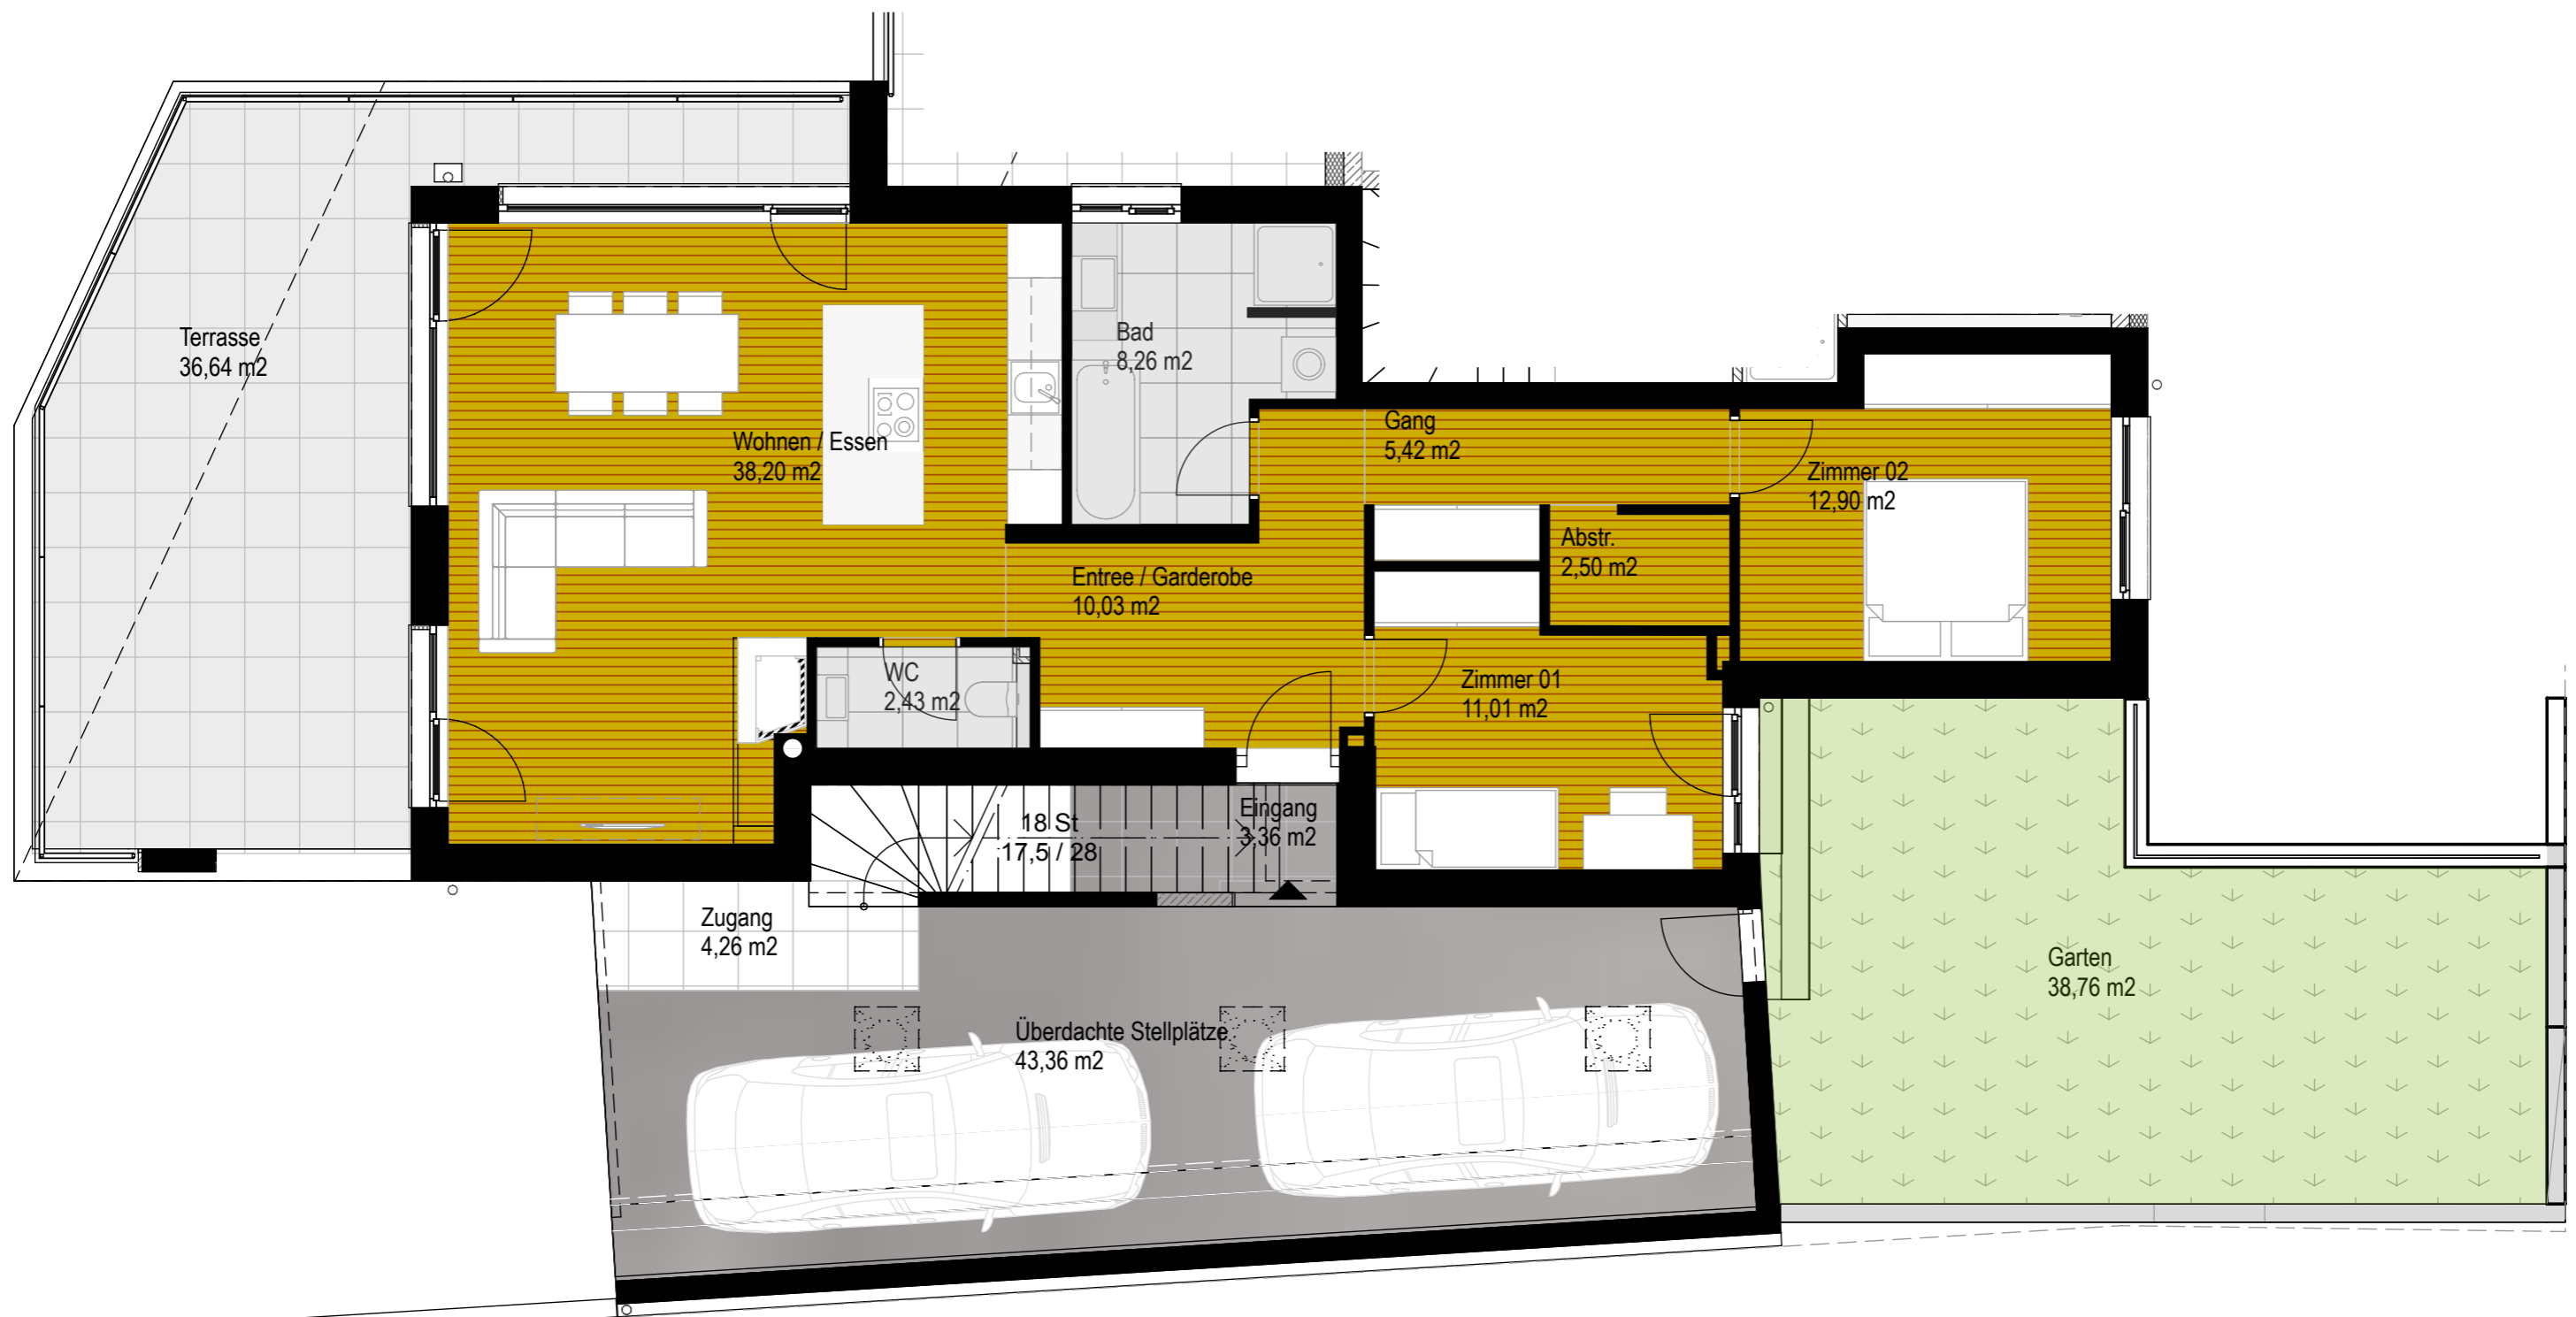 Terrasse
36,64 m2
Wohnen / Essen
38,20 m2
Bad
8,26 m2
Gang
5,42 m2
Zimmer 02
12,90 m2
Abstr.
2,50 m2
Entree / Garderobe
10,03 m2
WC
2,43 m2
Zimmer 01
11,01 m2
18 St
17,5 / 28
Eingang
3,36 m2
Zugang
4,26 m2
Überdachte Stellplätze
43,36 m2
Garten
38,76 m2